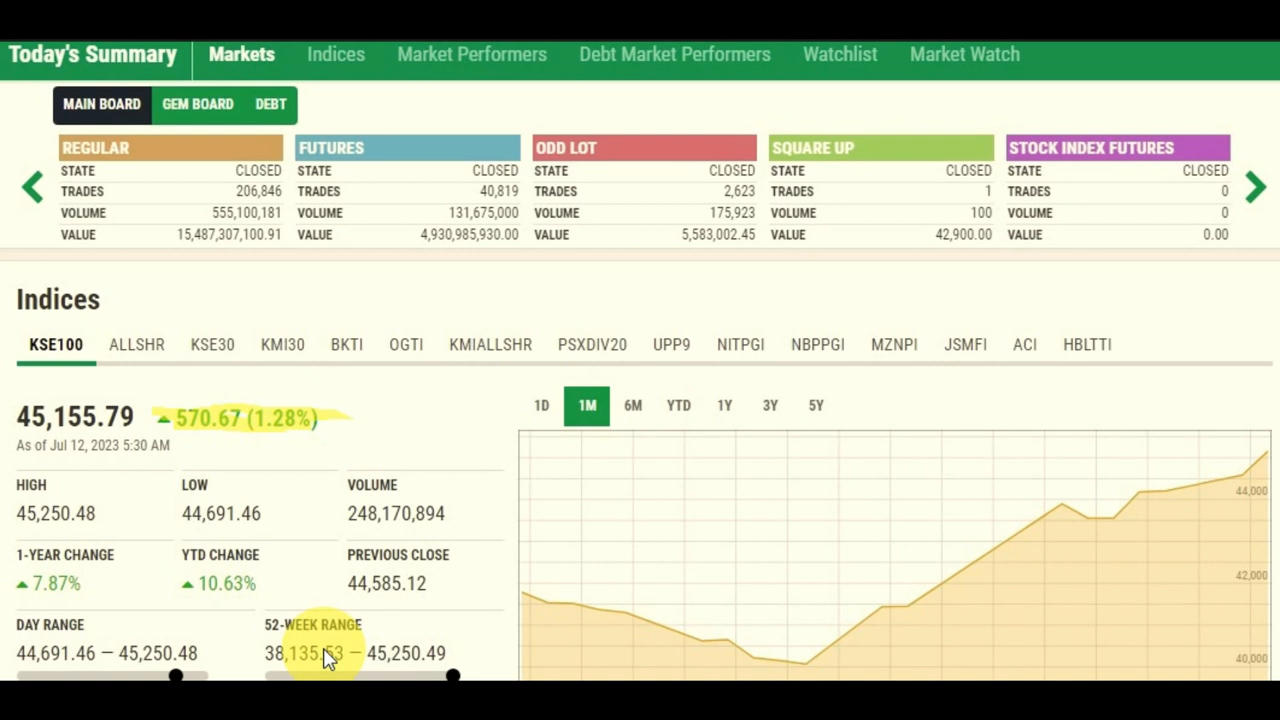 Today's Summary Markets Indices Market Performers Debt Market Performers Watchlist Market Watch
MAIN BOARD GEM BOARD DEBT
REGULAR FUTURES ODD LOT SQUARE UP STOCK INDEX FUTURES
STATE CLOSED STATE CLOSED STATE CLOSED STATE CLOSED STATE CLOSED
TRADES 206,846 TRADES 40,819 TRADES 2,623 TRADES 1 TRADES 0
VOLUME 555,100,181 VOLUME 131,675,000 VOLUME 175,923 VOLUME 100 VOLUME 0
VALUE 15,487,307,100.91 VALUE 4,930,985,930.00 VALUE 5,583,002.45 VALUE 42,900.00 VALUE 0.00
Indices
KSE100 ALLSHR KSE30 KMI30 BKTI OGTI KMIALLSHR PSXDIV20 UPP9 NITPGI NBPPGI MZNPI JSMFI ACI HBLTTI
45,155.79 570.67 (1.28%)
As of Jul 12, 2023 5:30 AM
HIGH LOW VOLUME
45,250.48 44,691.46 248,170,894
1-YEAR CHANGE YTD CHANGE PREVIOUS CLOSE
7.87% 10.63% 44,585.12
DAY RANGE 52-WEEK RANGE
44,691.46 — 45,250.48 38,135.53 — 45,250.49
1D 1M 6M YTD 1Y 3Y 5Y
44,000
42,000
40,000